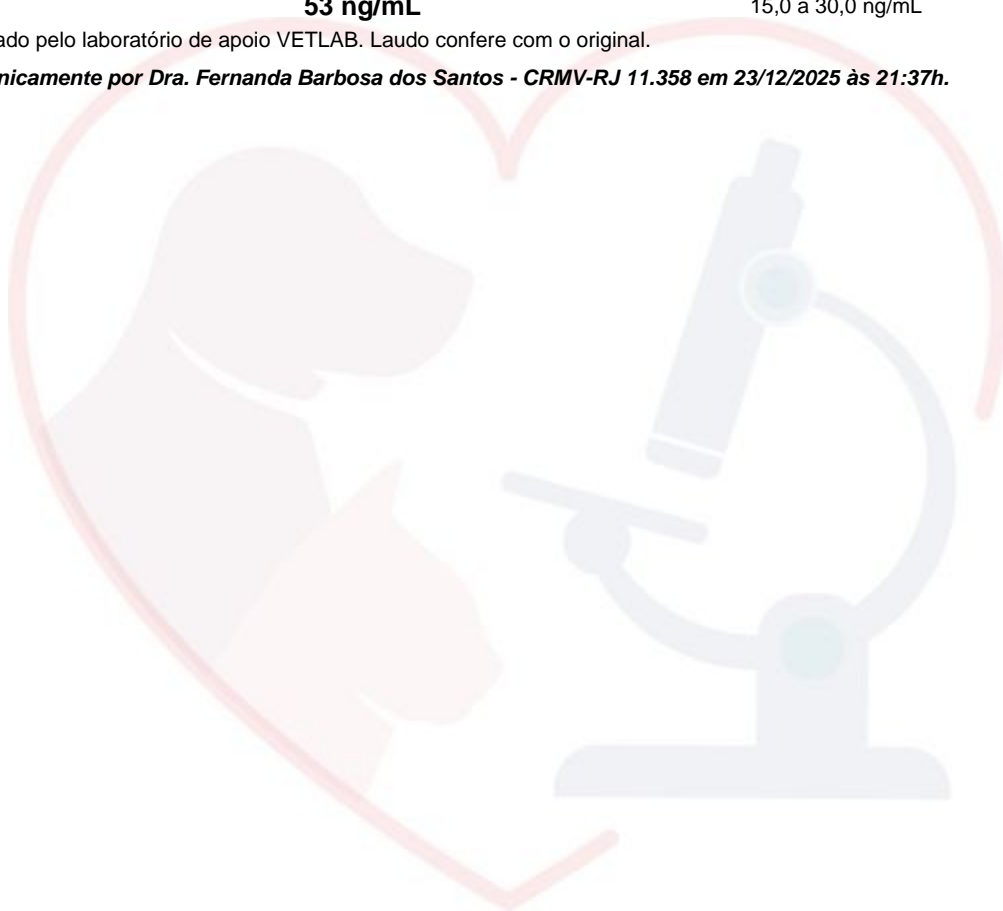 53 ng/mL 15,0 a 30,0 ng/mL
ado pelo laboratório de apoio VETLAB. Laudo confere com o original.
nicamente por Dra. Fernanda Barbosa dos Santos - CRMV-RJ 11.358 em 23/12/2025 às 21:37h.